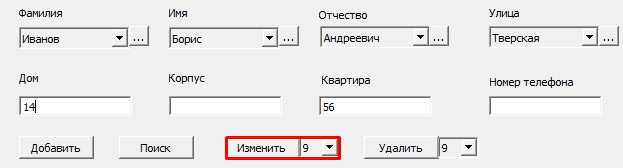 Фамилия Имя Отчество Улица
Иванов ... Борис ... Андреевич ... Тверская ...
Дом Корпус Квартира Номер телефона
14 56
Добавить Поиск Изменить 9 Удалить 9